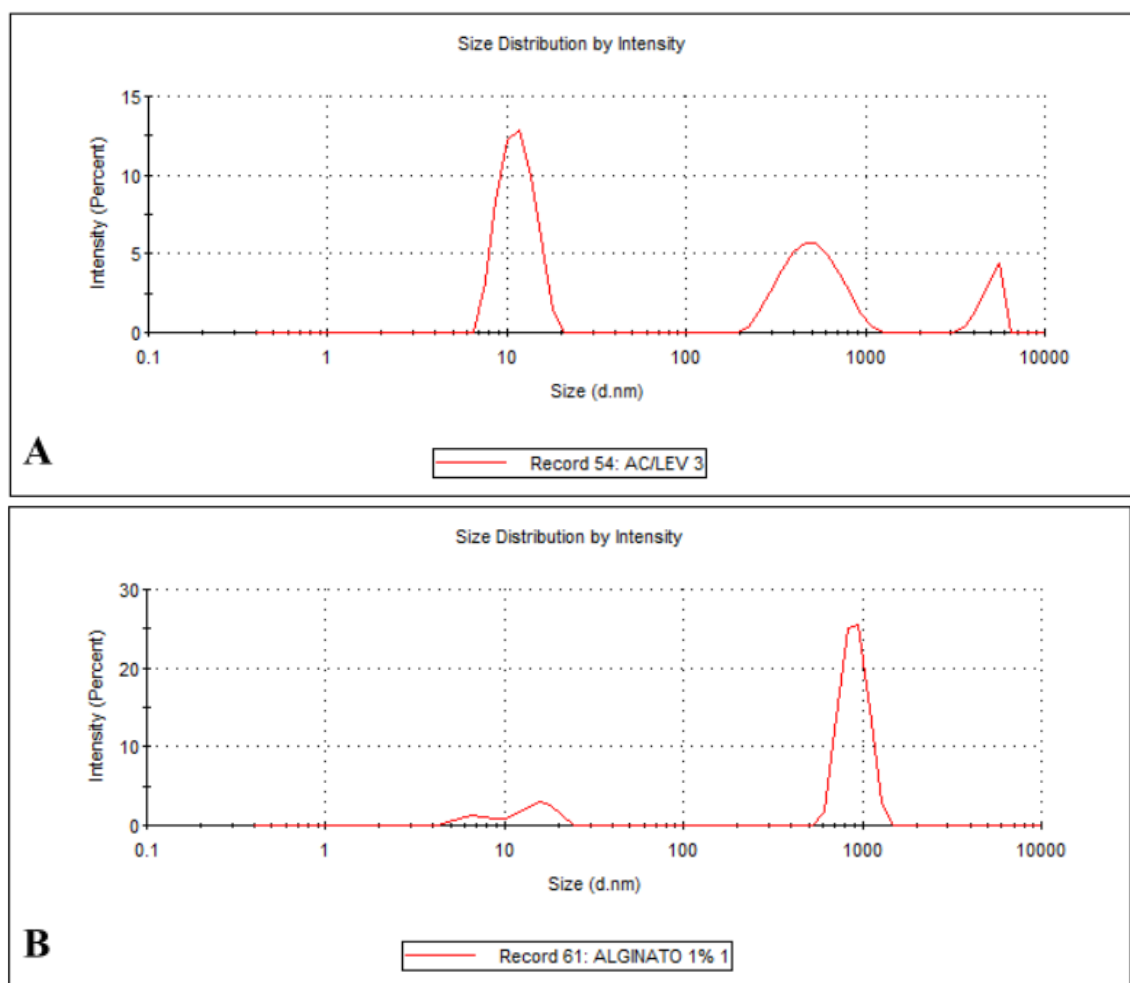 Size Distribution by Intensity
15
10
5
0
Intensity (Percent)
0.1 1 10 100 1000 10000
Size (d.nm)
A
Record 54: AC/LEV 3
Size Distribution by Intensity
30
20
10
0
Intensity (Percent)
0.1 1 10 100 1000 10000
Size (d.nm)
B
Record 61: ALGINATO 1% 1